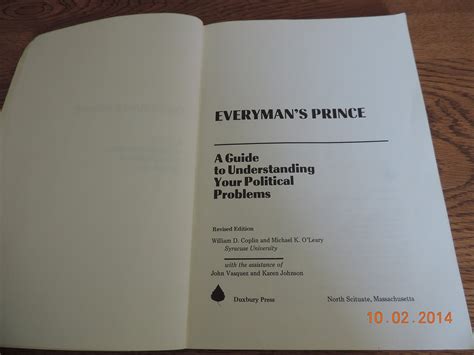 EVERYMAN'S PRINCE
A Guide
to Understanding
Your Political
Problems
Revised Edition
William D. Coplin and Michael K. O'Leary
Syracuse University
with the assistance of
John Vasquez and Karen Johnson
Duxbury Press
North Scituate, Massachusetts
10.02.2014